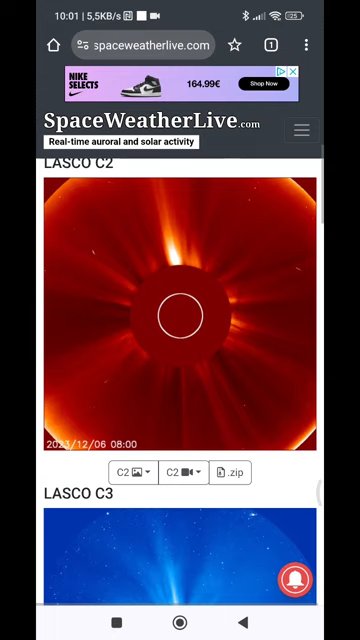 10:01 | 5,5KB/s
25
spaceweatherlive.com
1
NIKE
SELECTS
164.99€
Shop Now
SpaceWeatherLive.com
Real-time auroral and solar activity
LASCO C2
2023/12/06 08:00
C2
C2
.zip
LASCO C3